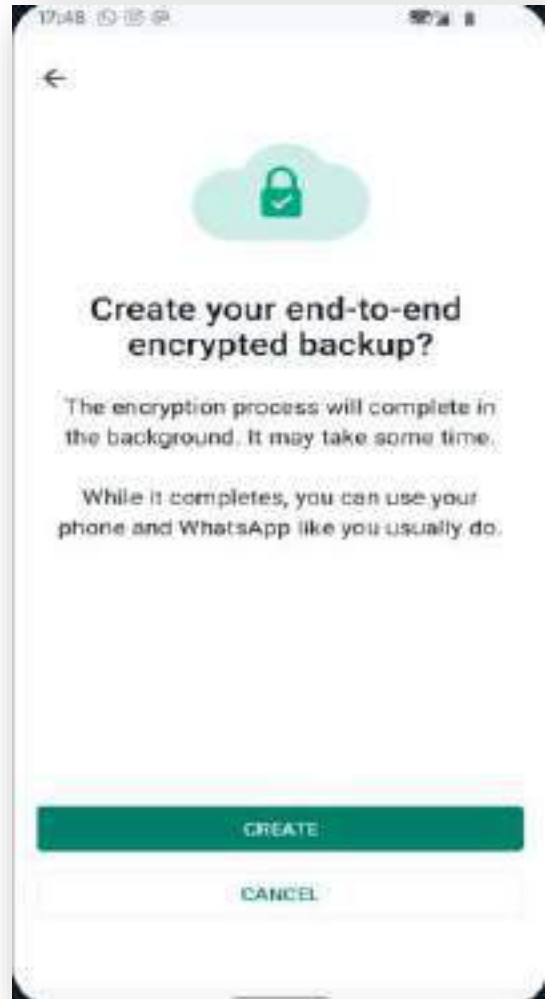 17:48
Create your end-to-end
encrypted backup?
The encryption process will complete in
the background. It may take some time.
While it completes, you can use your
phone and WhatsApp like you usually do.
CREATE
CANCEL